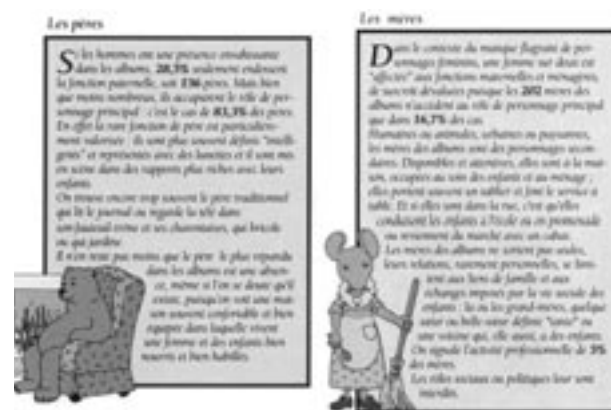 Les pères
Si les hommes ont une présence envahissante
dans les albums, 28,5% seulement endossent
la fonction paternelle, soit 136 pères. Mais bien
que moins nombreux, ils occupent le rôle de per-
sonnage principal : c'est le cas de 83,3% des pères.
En effet la rare fonction de père est particulière-
ment valorisée : ils sont plus souvent définis "intelli-
gents" et représentés avec des lunettes et il sont mis
en scène dans des rapports plus riches avec leurs
enfants.
On trouve encore trop souvent le père traditionnel
qui lit le journal ou regarde la télé dans
son fauteuil et ses charentaises, qui bricole
ou qui jardine.
Il n'en reste pas moins que le père le plus répandu
dans les albums est une absen-
ce, même si l'on se doute qu'il
existe, puisqu'on voit une mai-
son souvent confortable et bien
équipée dans laquelle vivent
une femme et des enfants bien
nourris et bien habillés.
Les mères
Dans le contexte du manque flagrant de per-
sonnages féminins, une femme sur deux est
"affectée" aux fonctions maternelles et ménagères,
de surcroît dévaluées puisque les 202 mères des
albums n'accèdent au rôle de personnage principal
que dans 16,7% des cas.
Humaines ou animales, urbaines ou paysannes,
les mères des albums sont des personnages secon-
daires. Disponibles et attentives, elles sont à la mai-
son, occupées au soin des enfants et au ménage ;
elles portent souvent un tablier et font le service à
table. Et si elles sont dans la rue, c'est qu'elles
conduisent les enfants à l'école ou en promenade
ou reviennent du marché avec un cabas.
Les mères des albums ne sortent pas seules,
leurs relations, rarement personnelles, se limi-
tent aux liens de famille et aux
échanges imposés par la vie sociale des
enfants : la ou les grand-mères, quelque
sœur ou belle-sœur définie "tante" ou
une voisine qui, elle aussi, a des enfants.
On signale l'activité professionnelle de 3%
des mères.
Les rôles sociaux ou politiques leur sont
interdits.